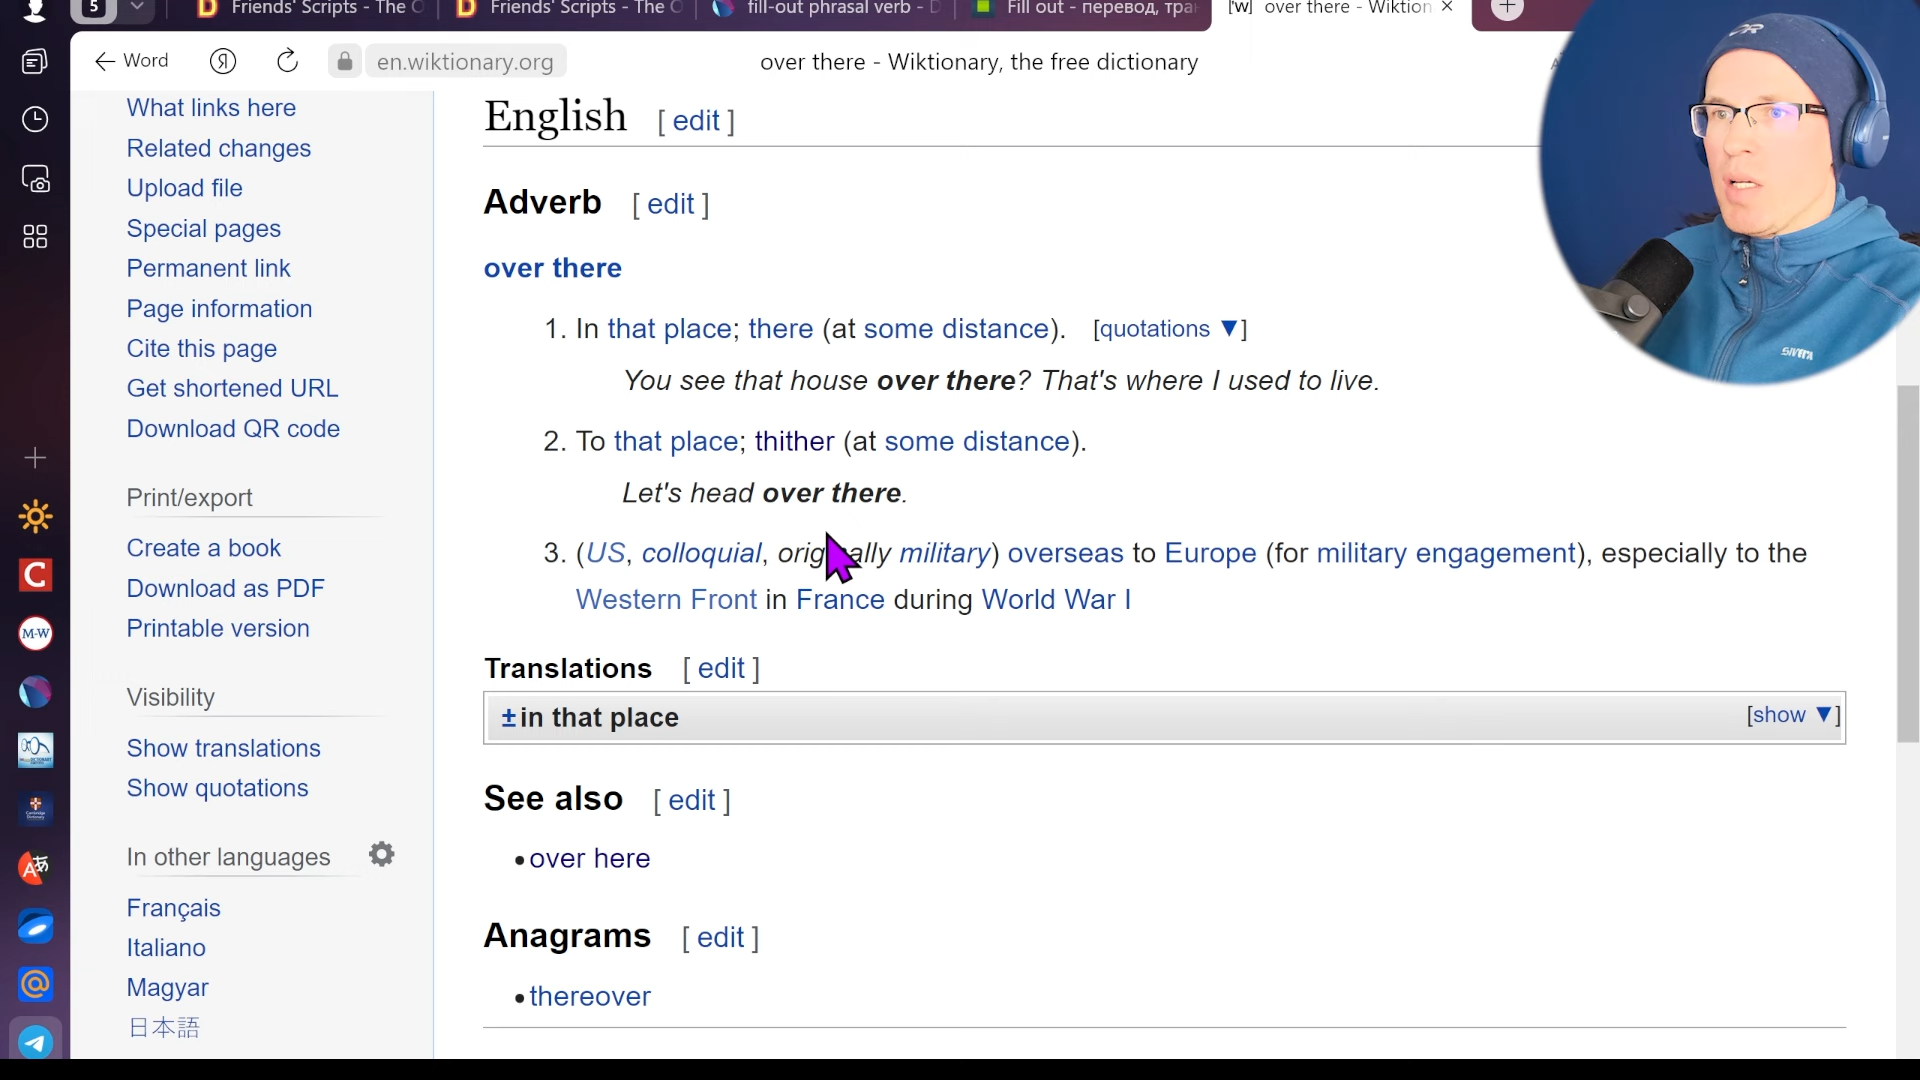 5
Friends' Scripts - The
Friends' Scripts - The
fill-out phrasal verb -
Fill out - перевод, тра
['w] over there - Wiktion
Word
Я
en.wiktionary.org
over there - Wiktionary, the free dictionary
What links here
Related changes
Upload file
Special pages
Permanent link
Page information
Cite this page
Get shortened URL
Download QR code
Print/export
Create a book
Download as PDF
Printable version
Visibility
Show translations
Show quotations
In other languages
Français
Italiano
Magyar
日本語
English [ edit ]
Adverb [ edit ]
over there
1. In that place; there (at some distance). [quotations ▼]
You see that house over there? That's where I used to live.
2. To that place; thither (at some distance).
Let's head over there.
3. (US, colloquial, originally military) overseas to Europe (for military engagement), especially to the
Western Front in France during World War I
Translations [ edit ]
± in that place [show ▼]
See also [ edit ]
• over here
Anagrams [ edit ]
• thereover
C
M-W
OR
SIVERA